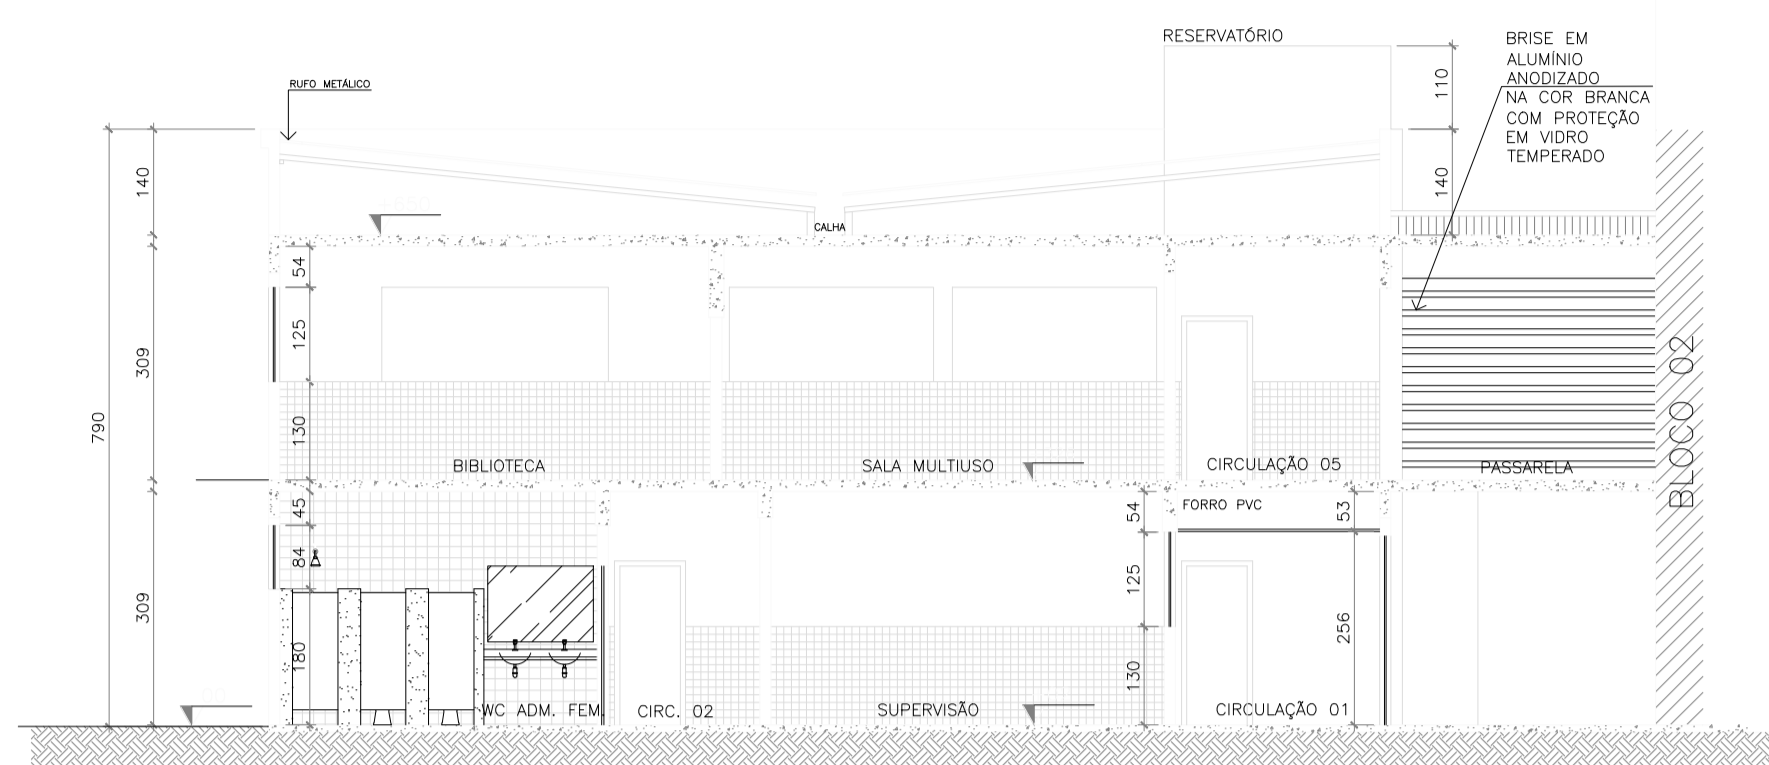 RESERVATÓRIO
BRISE EM
ALUMÍNIO
ANODIZADO
NA COR BRANCA
COM PROTEÇÃO
EM VIDRO
TEMPERADO
RUFO METÁLICO
110
140
140
CALHA
54
125
309
130
790
BIBLIOTECA
SALA MULTIUSO
CIRCULAÇÃO 05
PASSARELA
BLOCO 02
45
84
309
180
54
FORRO PVC
53
125
256
130
WC ADM. FEM.
CIRC. 02
SUPERVISÃO
CIRCULAÇÃO 01